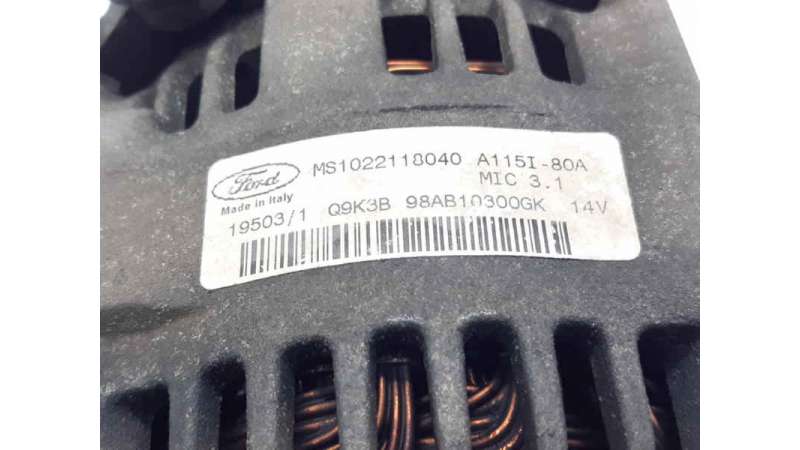 Ford MS1022118040 A115I-80A
Made in Italy MIC 3.1
19503/1 Q9K3B 98AB10300GK 14V